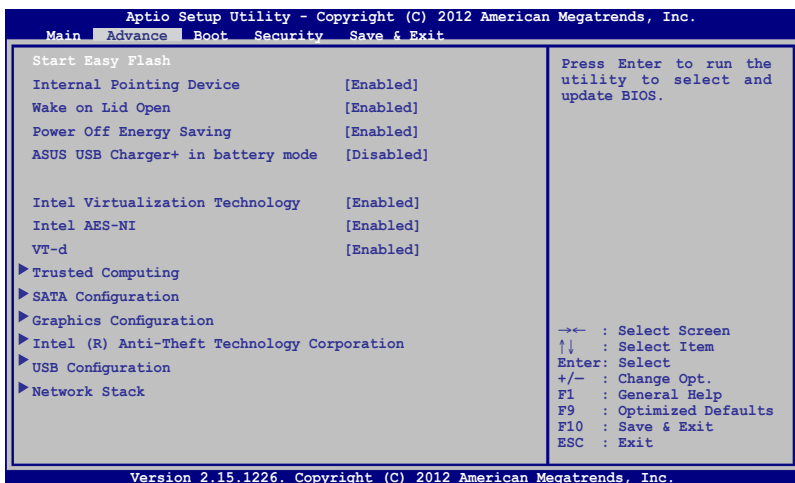 Aptio Setup Utility - Copyright (C) 2012 American Megatrends, Inc.
Main Advance Boot Security Save & Exit
Start Easy Flash
Internal Pointing Device [Enabled]
Wake on Lid Open [Enabled]
Power Off Energy Saving [Enabled]
ASUS USB Charger+ in battery mode [Disabled]
Intel Virtualization Technology [Enabled]
Intel AES-NI [Enabled]
VT-d [Enabled]
Trusted Computing
SATA Configuration
Graphics Configuration
Intel (R) Anti-Theft Technology Corporation
USB Configuration
Network Stack
Press Enter to run the
utility to select and
update BIOS.
→← : Select Screen
↑↓ : Select Item
Enter: Select
+/— : Change Opt.
F1 : General Help
F9 : Optimized Defaults
F10 : Save & Exit
ESC : Exit
Version 2.15.1226. Copyright (C) 2012 American Megatrends, Inc.